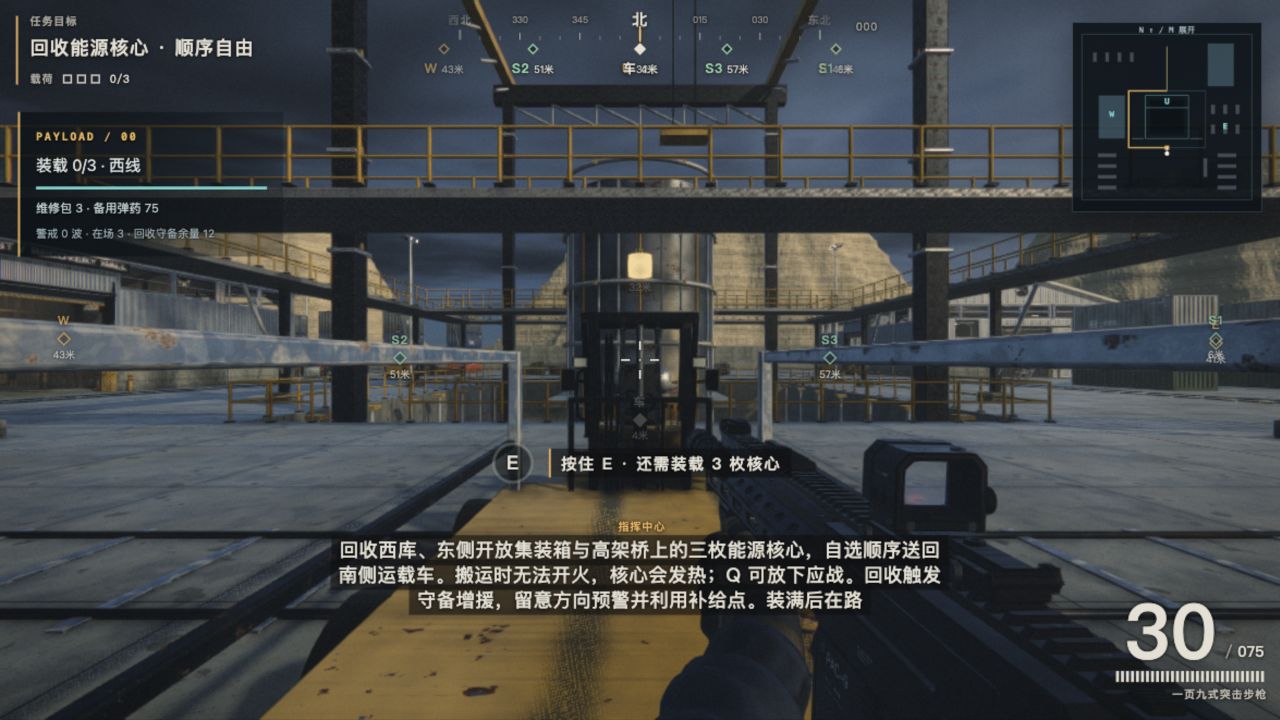 任务目标
回收能源核心 · 顺序自由
载荷 0/3
PAYLOAD / 00
装载 0/3 · 西线
维修包 3 · 备用弹药 75
警戒 0 波 · 在场 3 · 回收守备余量 12
西北 330 345 北 015 030 东北 000
W 43米 S2 51米 车 S3 57米 S1
N ↑ / M 展开
U
W
E
32米
W
43米
S2
51米
S3
57米
S1
车
4米
E 按住 E · 还需装载 3 枚核心
指挥中心
回收西库、东侧开放集装箱与高架桥上的三枚能源核心，自选顺序送回
南侧运载车。搬运时无法开火，核心会发热；Q 可放下应战。回收触发
守备增援，留意方向预警并利用补给点。装满后在路
30 / 075
一页九式突击步枪